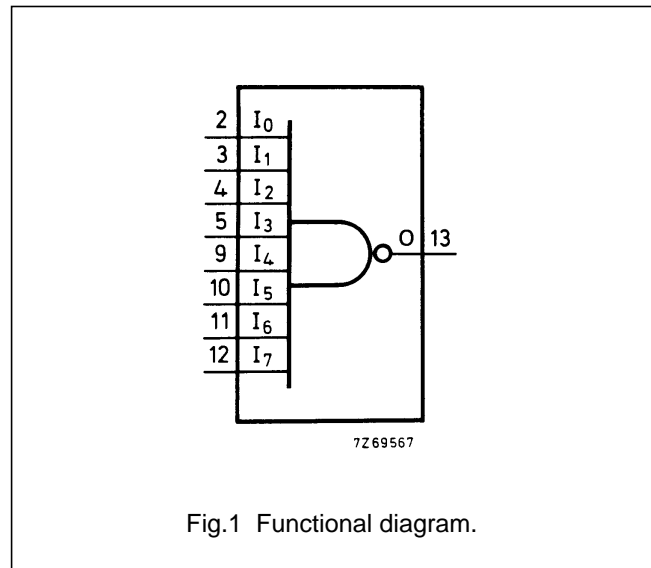 2 I0
3 I1
4 I2
5 I3
9 I4
10 I5
11 I6
12 I7
O 13
7Z69567
Fig.1 Functional diagram.